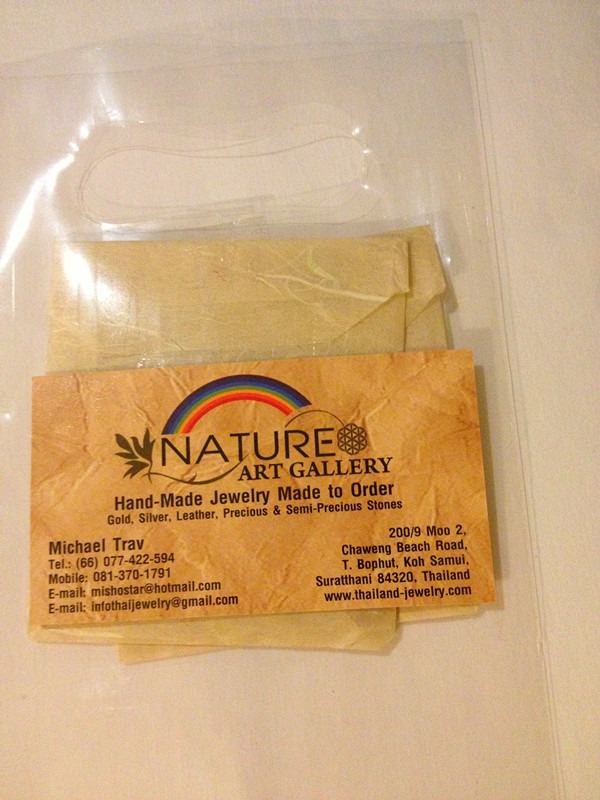 NATURE
ART GALLERY
Hand-Made Jewelry Made to Order
Gold, Silver, Leather, Precious & Semi-Precious Stones
Michael Trav
Tel.: (66) 077-422-594
Mobile: 081-370-1791
E-mail: mishostar@hotmail.com
E-mail: infothaijewelry@gmail.com
200/9 Moo 2,
Chaweng Beach Road,
T. Bophut, Koh Samui,
Suratthani 84320, Thailand
www.thailand-jewelry.com